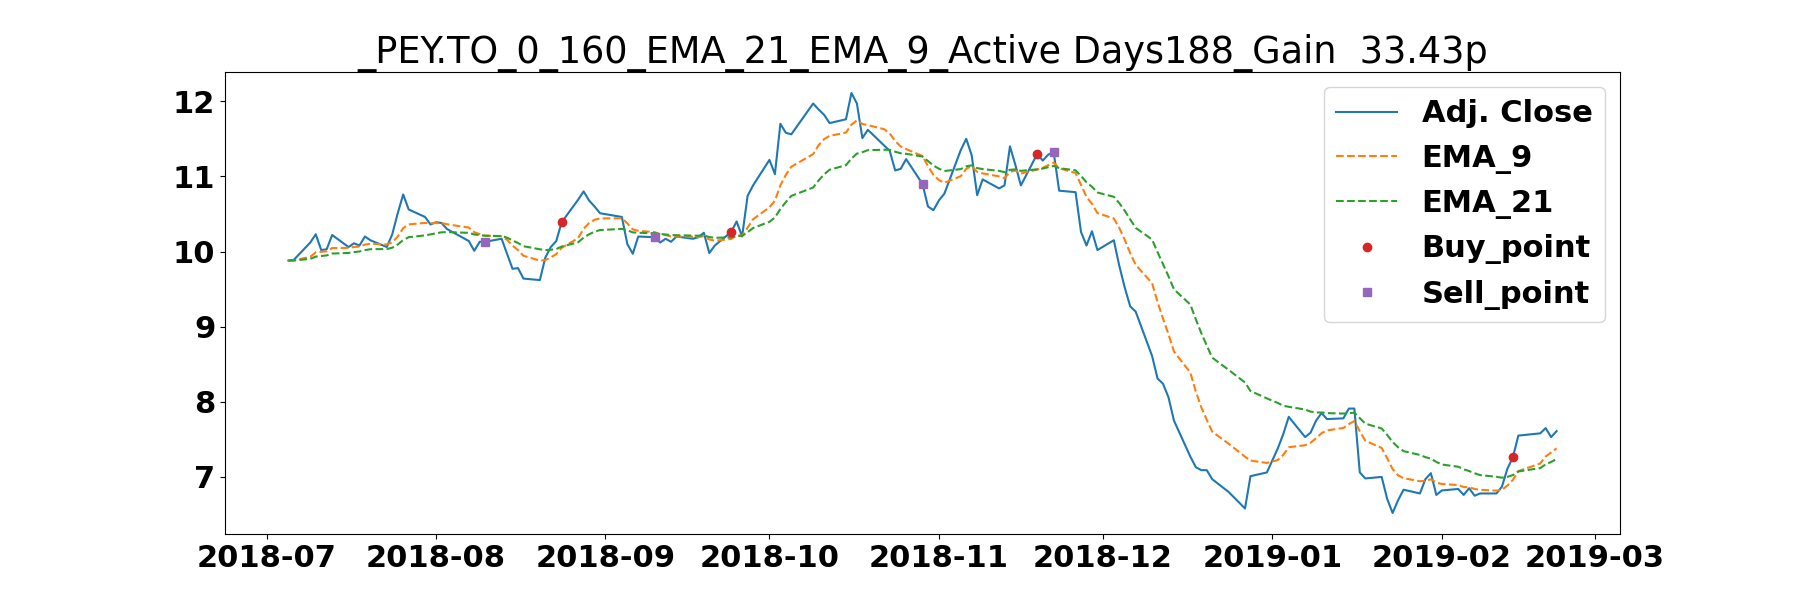 _PEY.TO_0_160_EMA_21_EMA_9_Active Days188_Gain  33.43p
12
11
10
9
8
7
Adj. Close
EMA_9
EMA_21
Buy_point
Sell_point
2018-07 2018-08 2018-09 2018-10 2018-11 2018-12 2019-01 2019-02 2019-03